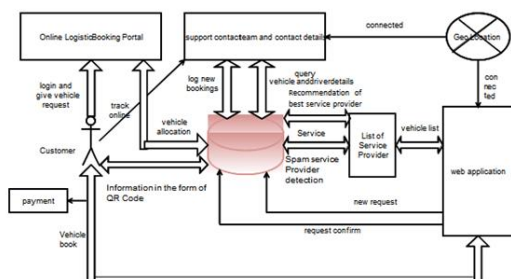 Online LogisticBooking Portal
support contactteam and contact details
connected
Geo Location
login and
give vehicle
request
track
online
log new
bookings
query
vehicle anddriverdetails
Recommendation of
best service provider
con
nec
ted
vehicle
allocation
Service
List of
Service
Provider
vehicle list
Customer
Spam service
Provider
detection
web application
Information in the form of
QR Code
payment
new request
Vehicle
book
request confirm